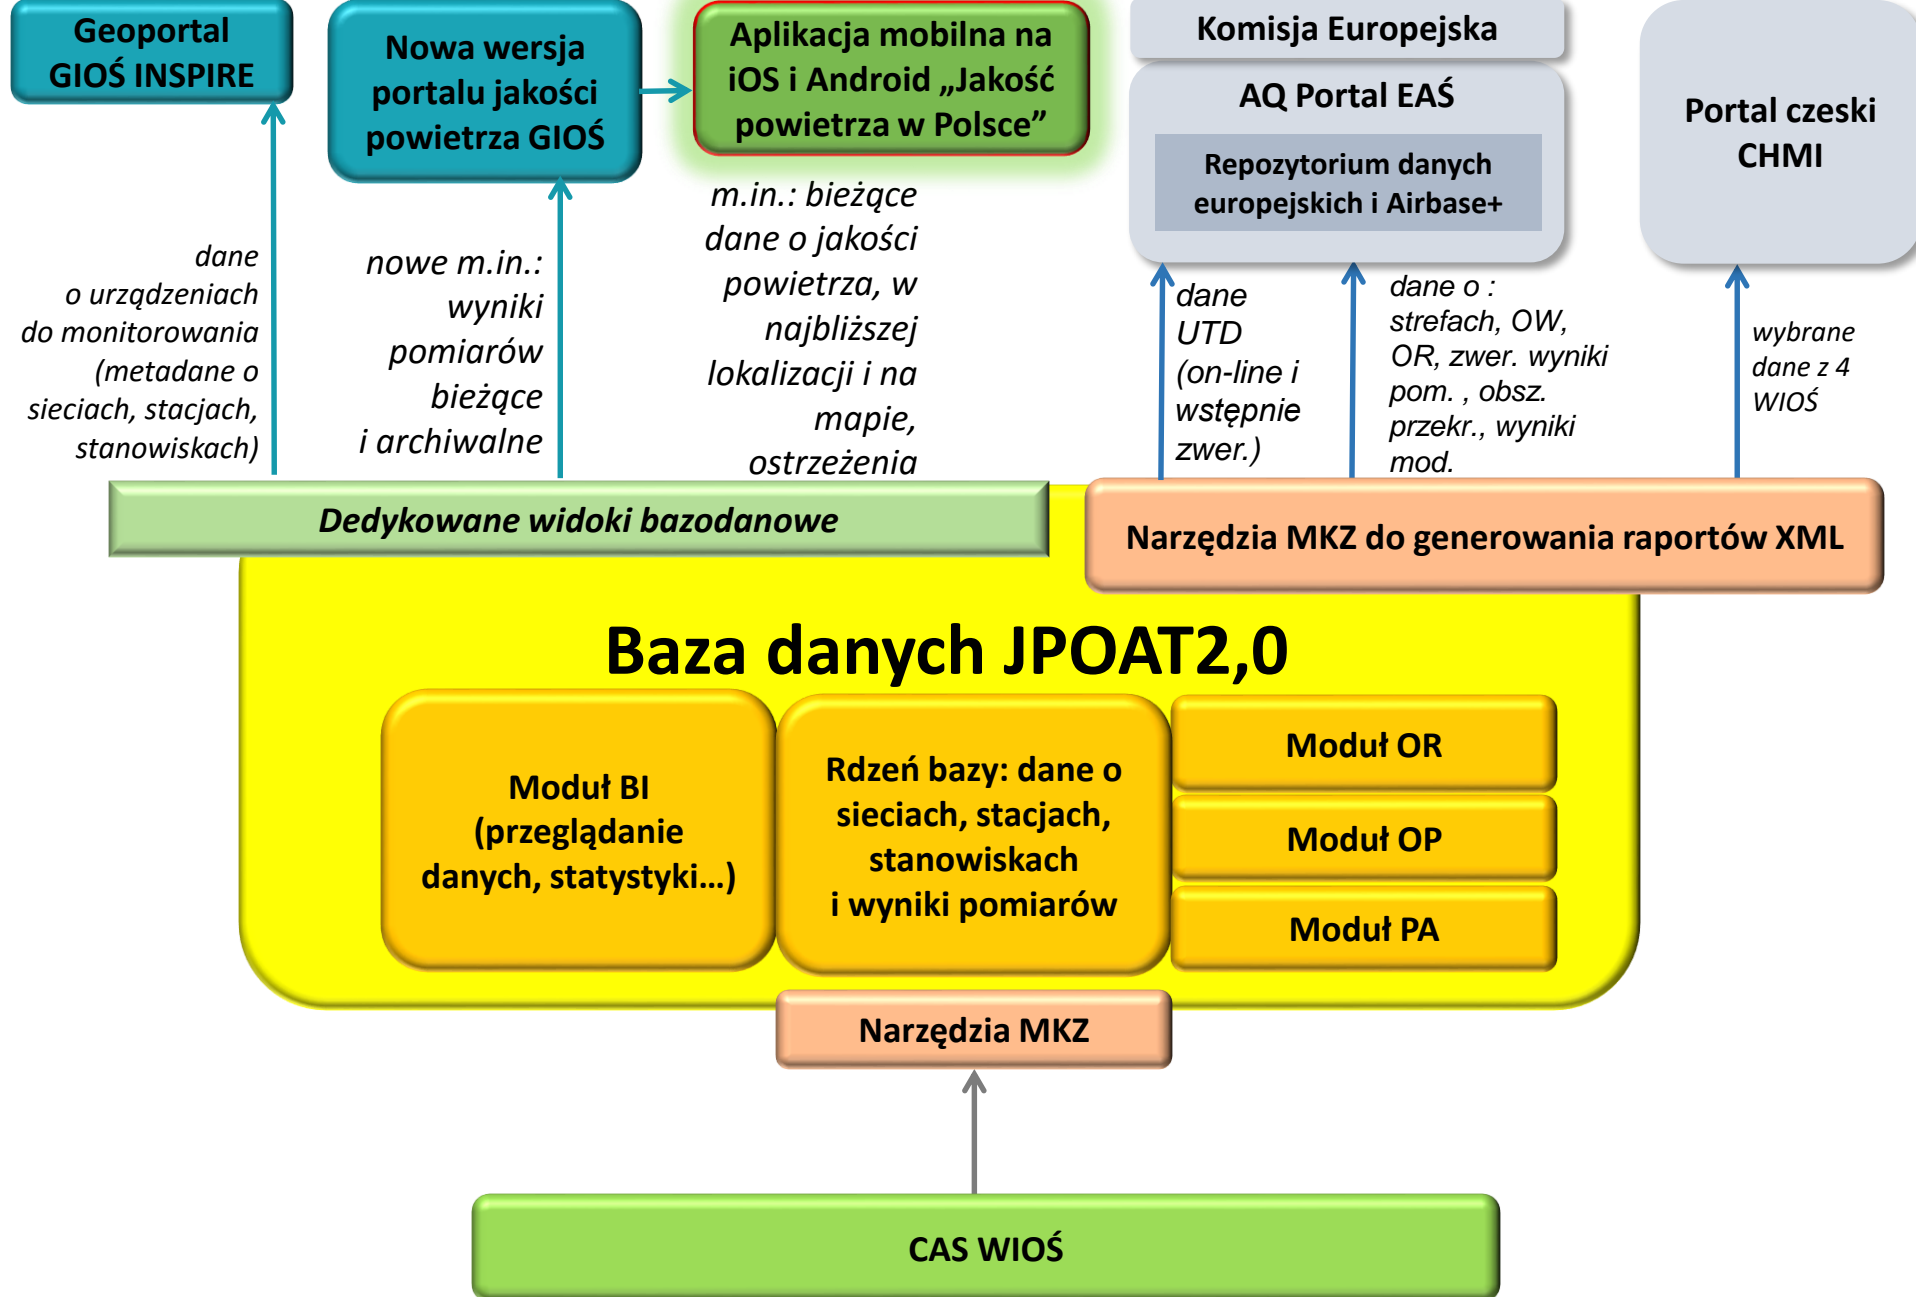 Geoportal
GIOŚ INSPIRE
Nowa wersja
portalu jakości
powietrza GIOŚ
Aplikacja mobilna na
iOS i Android „Jakość
powietrza w Polsce”
Komisja Europejska
AQ Portal EAŚ
Repozytorium danych
europejskich i Airbase+
Portal czeski
CHMI
dane
o urządzeniach
do monitorowania
(metadane o
sieciach, stacjach,
stanowiskach)
nowe m.in.:
wyniki
pomiarów
bieżące
i archiwalne
m.in.: bieżące
dane o jakości
powietrza, w
najbliższej
lokalizacji i na
mapie,
ostrzeżenia
dane
UTD
(on-line i
wstępnie
zwer.)
dane o :
strefach, OW,
OR, zwer. wyniki
pom. , obsz.
przekr., wyniki
mod.
wybrane
dane z 4
WIOŚ
Dedykowane widoki bazodanowe
Narzędzia MKZ do generowania raportów XML
Baza danych JPOAT2,0
Moduł BI
(przeglądanie
danych, statystyki...)
Rdzeń bazy: dane o
sieciach, stacjach,
stanowiskach
i wyniki pomiarów
Moduł OR
Moduł OP
Moduł PA
Narzędzia MKZ
CAS WIOŚ